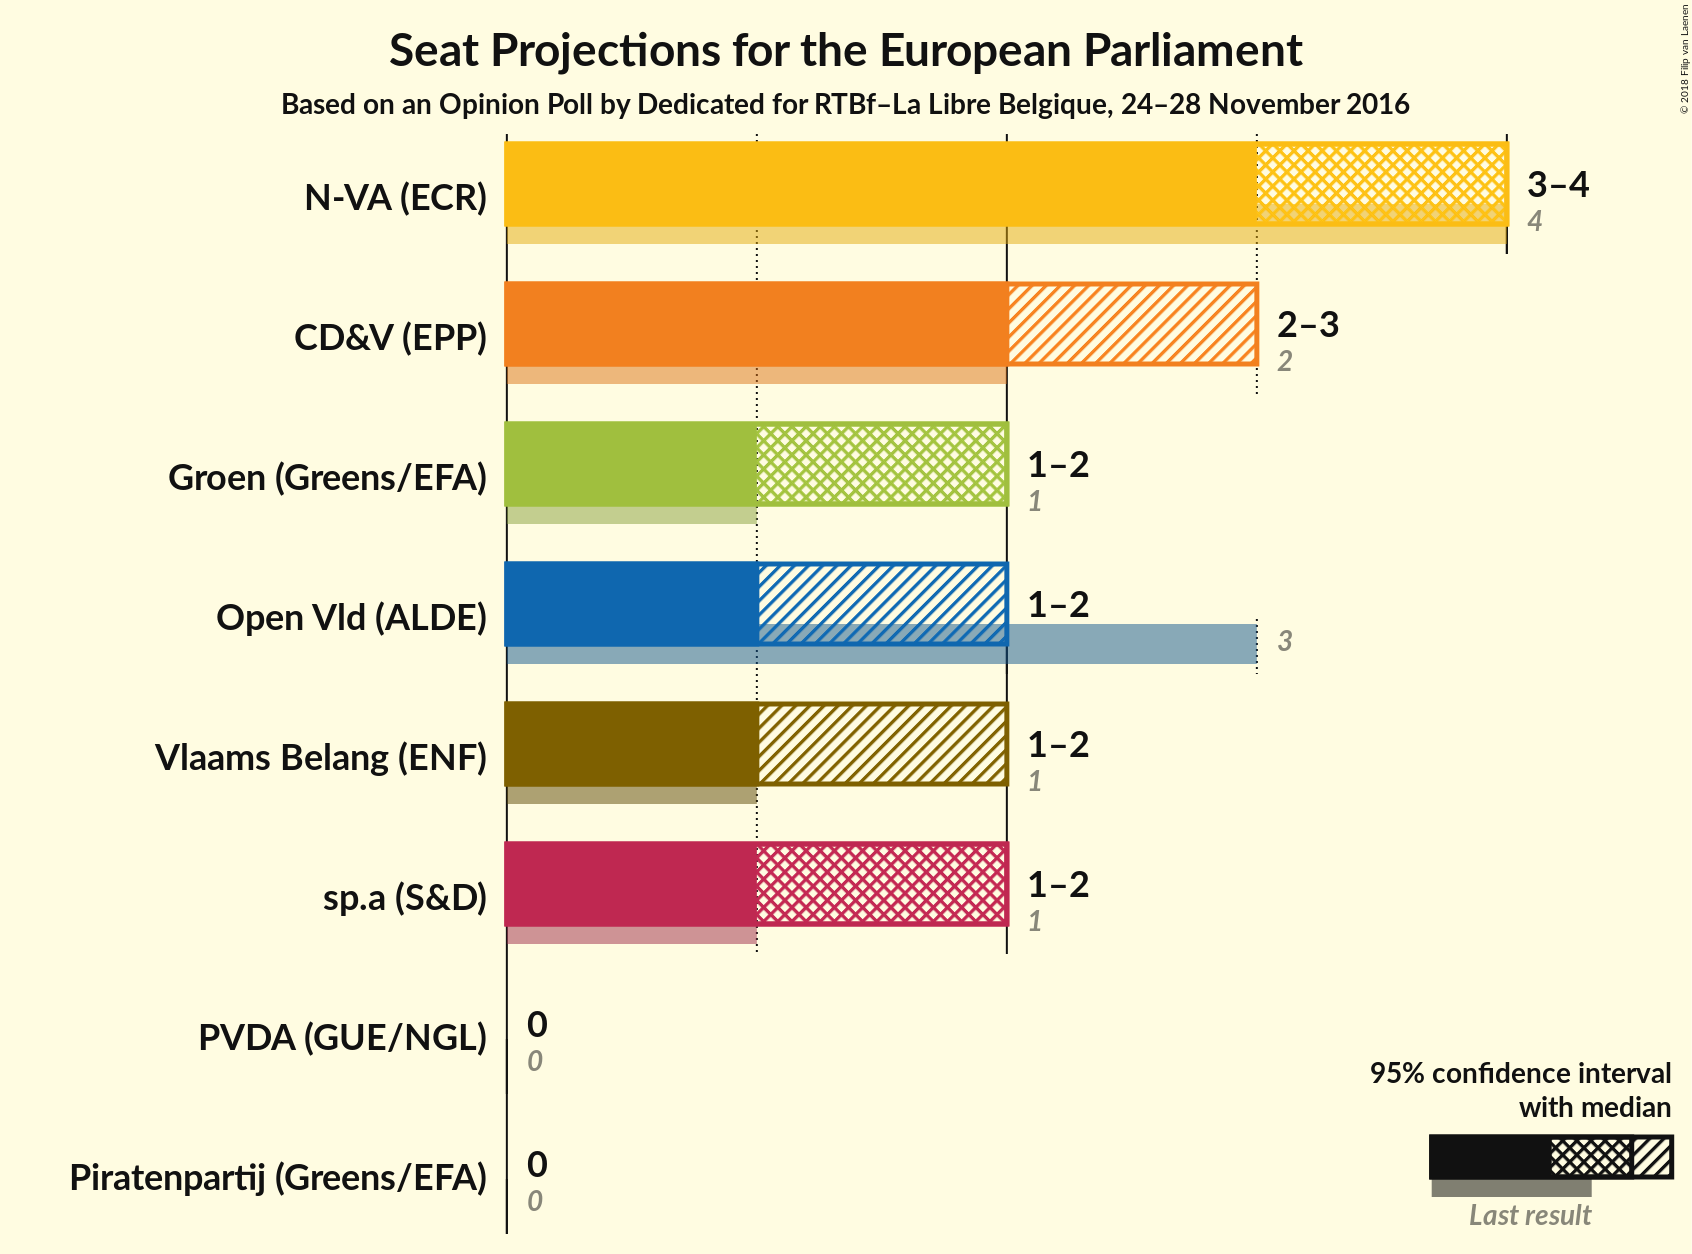 Seat Projections for the European Parliament
Based on an Opinion Poll by Dedicated for RTBf–La Libre Belgique, 24–28 November 2016
© 2018 Filip van Laenen
N-VA (ECR)
3–4
4
CD&V (EPP)
2–3
2
Groen (Greens/EFA)
1–2
1
Open Vld (ALDE)
1–2
3
Vlaams Belang (ENF)
1–2
1
sp.a (S&D)
1–2
1
PVDA (GUE/NGL)
0
0
Piratenpartij (Greens/EFA)
0
0
95% confidence interval
with median
Last result